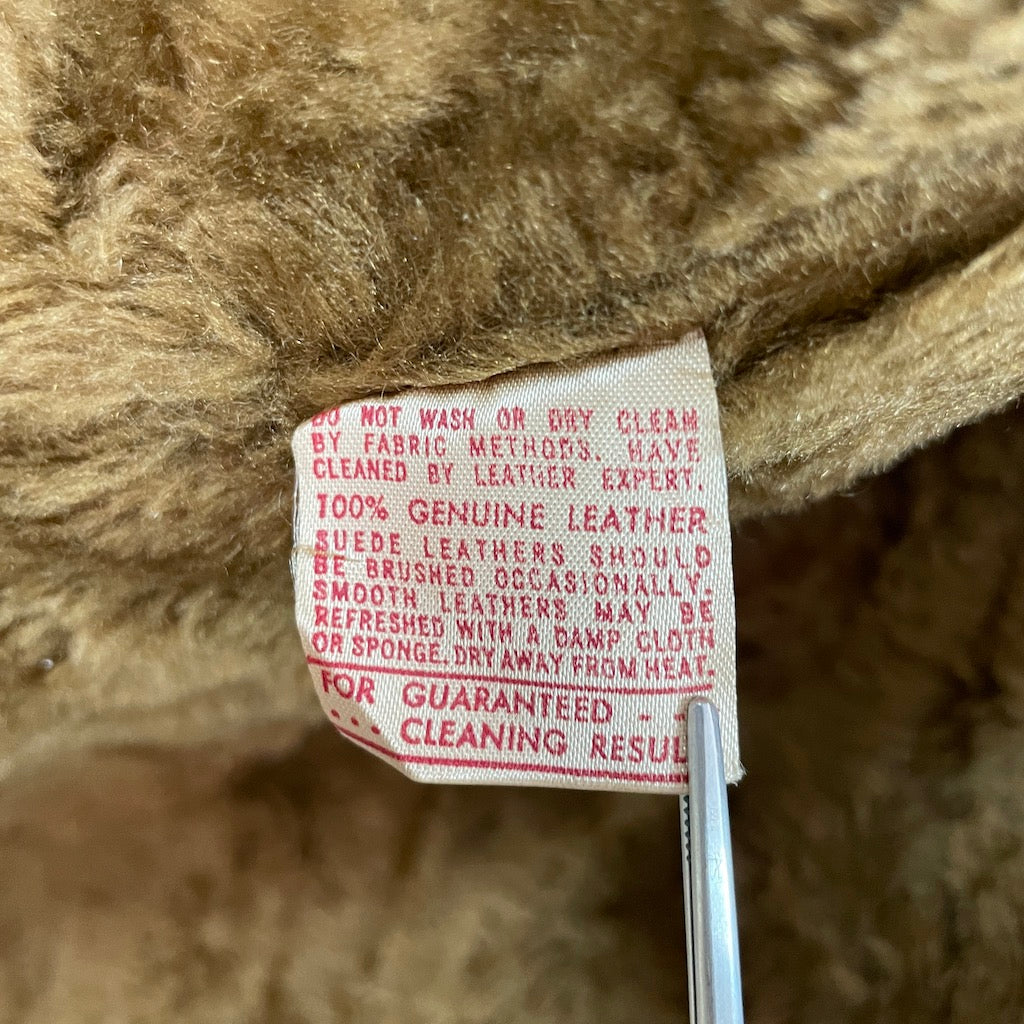 DO NOT WASH OR DRY CLEAN
BY FABRIC METHODS. HAVE
CLEANED BY LEATHER EXPERT.
100% GENUINE LEATHER
SUEDE LEATHERS SHOULD
BE BRUSHED OCCASIONALLY.
SMOOTH LEATHERS MAY BE
REFRESHED WITH A DAMP CLOTH
OR SPONGE. DRY AWAY FROM HEAT.
FOR GUARANTEED - -
... CLEANING RESUL